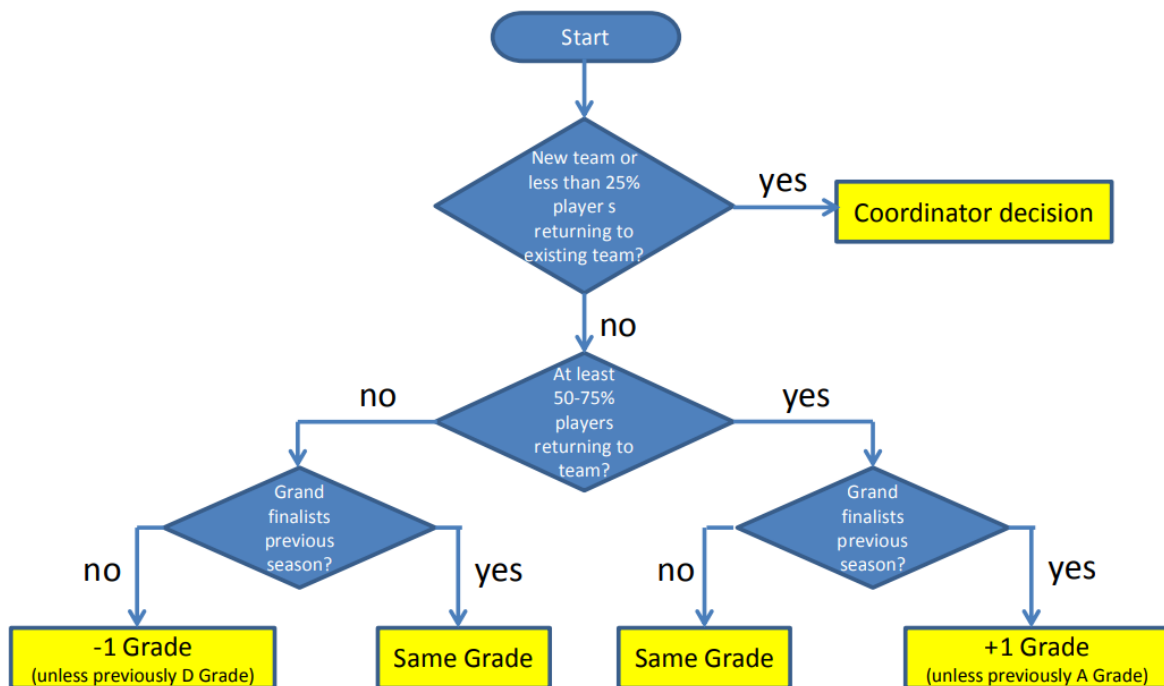 Start
New team or
less than 25%
player s
returning to
existing team?
yes
Coordinator decision
no
At least
50-75%
players
returning to
team?
no
yes
Grand
finalists
previous
season?
no
yes
Grand
finalists
previous
season?
no
yes
-1 Grade
(unless previously D Grade)
Same Grade
Same Grade
+1 Grade
(unless previously A Grade)